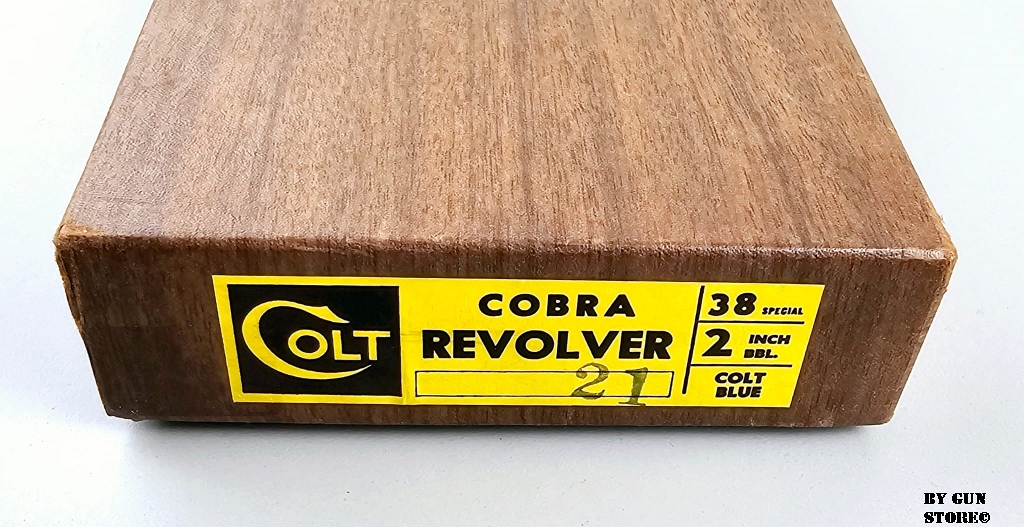 COLT
COBRA
REVOLVER
21
38 SPECIAL
2 INCH
BBL.
COLT
BLUE
BY GUN
STORE©